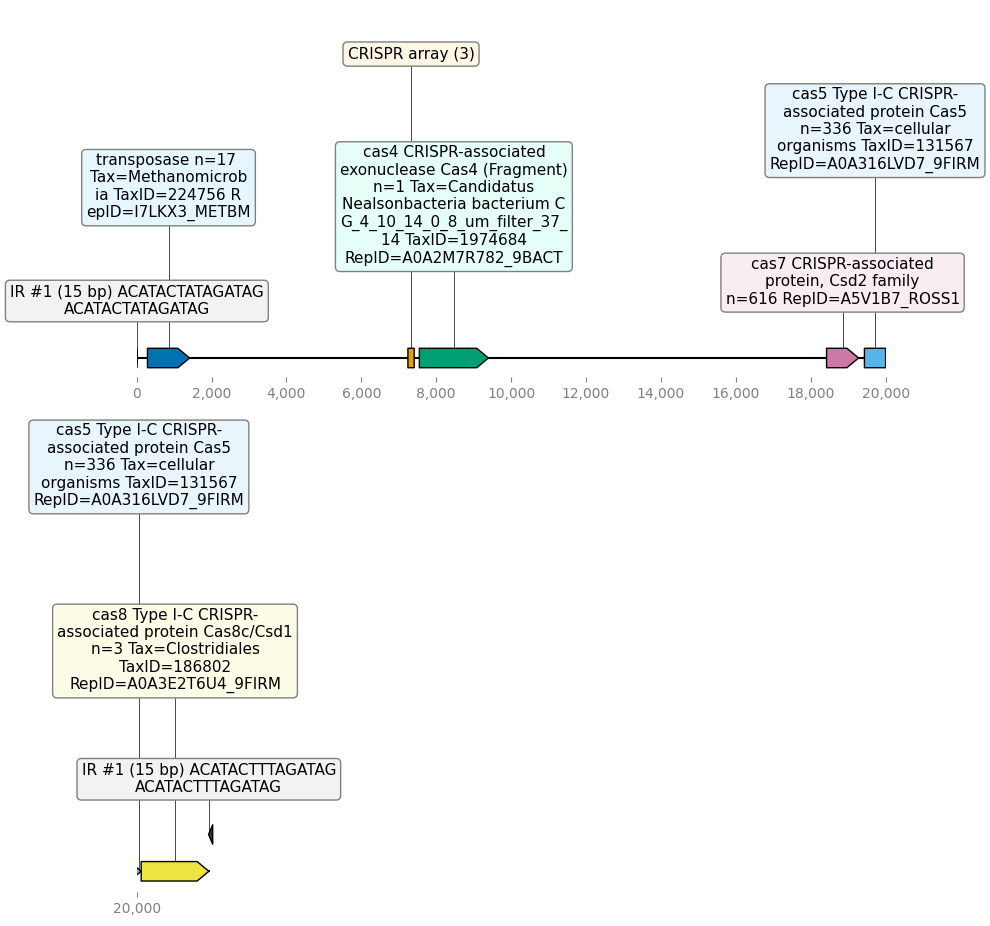 CRISPR array (3)
cas5 Type I-C CRISPR-
associated protein Cas5
n=336 Tax=cellular
organisms TaxID=131567
RepID=A0A316LVD7_9FIRM
transposase n=17
Tax=Methanomicrob
ia TaxID=224756 R
epID=I7LKX3_METBM
cas4 CRISPR-associated
exonuclease Cas4 (Fragment)
n=1 Tax=Candidatus
Nealsonbacteria bacterium C
G_4_10_14_0_8_um_filter_37_
14 TaxID=1974684
RepID=A0A2M7R782_9BACT
cas7 CRISPR-associated
protein, Csd2 family
n=616 RepID=A5V1B7_ROSS1
IR #1 (15 bp) ACATACTATAGATAG
ACATACTATAGATAG
0 2,000 4,000 6,000 8,000 10,000 12,000 14,000 16,000 18,000 20,000
cas5 Type I-C CRISPR-
associated protein Cas5
n=336 Tax=cellular
organisms TaxID=131567
RepID=A0A316LVD7_9FIRM
cas8 Type I-C CRISPR-
associated protein Cas8c/Csd1
n=3 Tax=Clostridiales
TaxID=186802
RepID=A0A3E2T6U4_9FIRM
IR #1 (15 bp) ACATACTTTAGATAG
ACATACTTTAGATAG
20,000